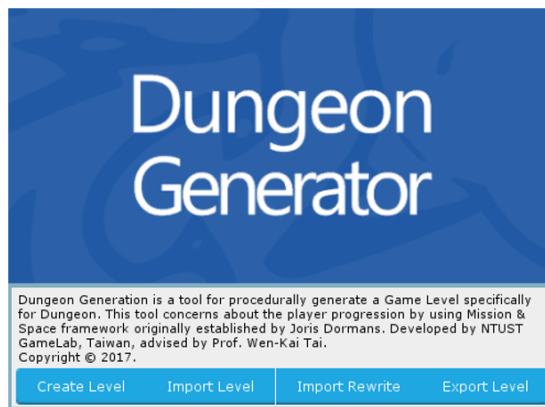 Dungeon
Generator
Dungeon Generation is a tool for procedurally generate a Game Level specifically
for Dungeon. This tool concerns about the player progression by using Mission &
Space framework originally established by Joris Dormans. Developed by NTUST
GameLab, Taiwan, advised by Prof. Wen-Kai Tai.
Copyright © 2017.
Create Level Import Level Import Rewrite Export Level